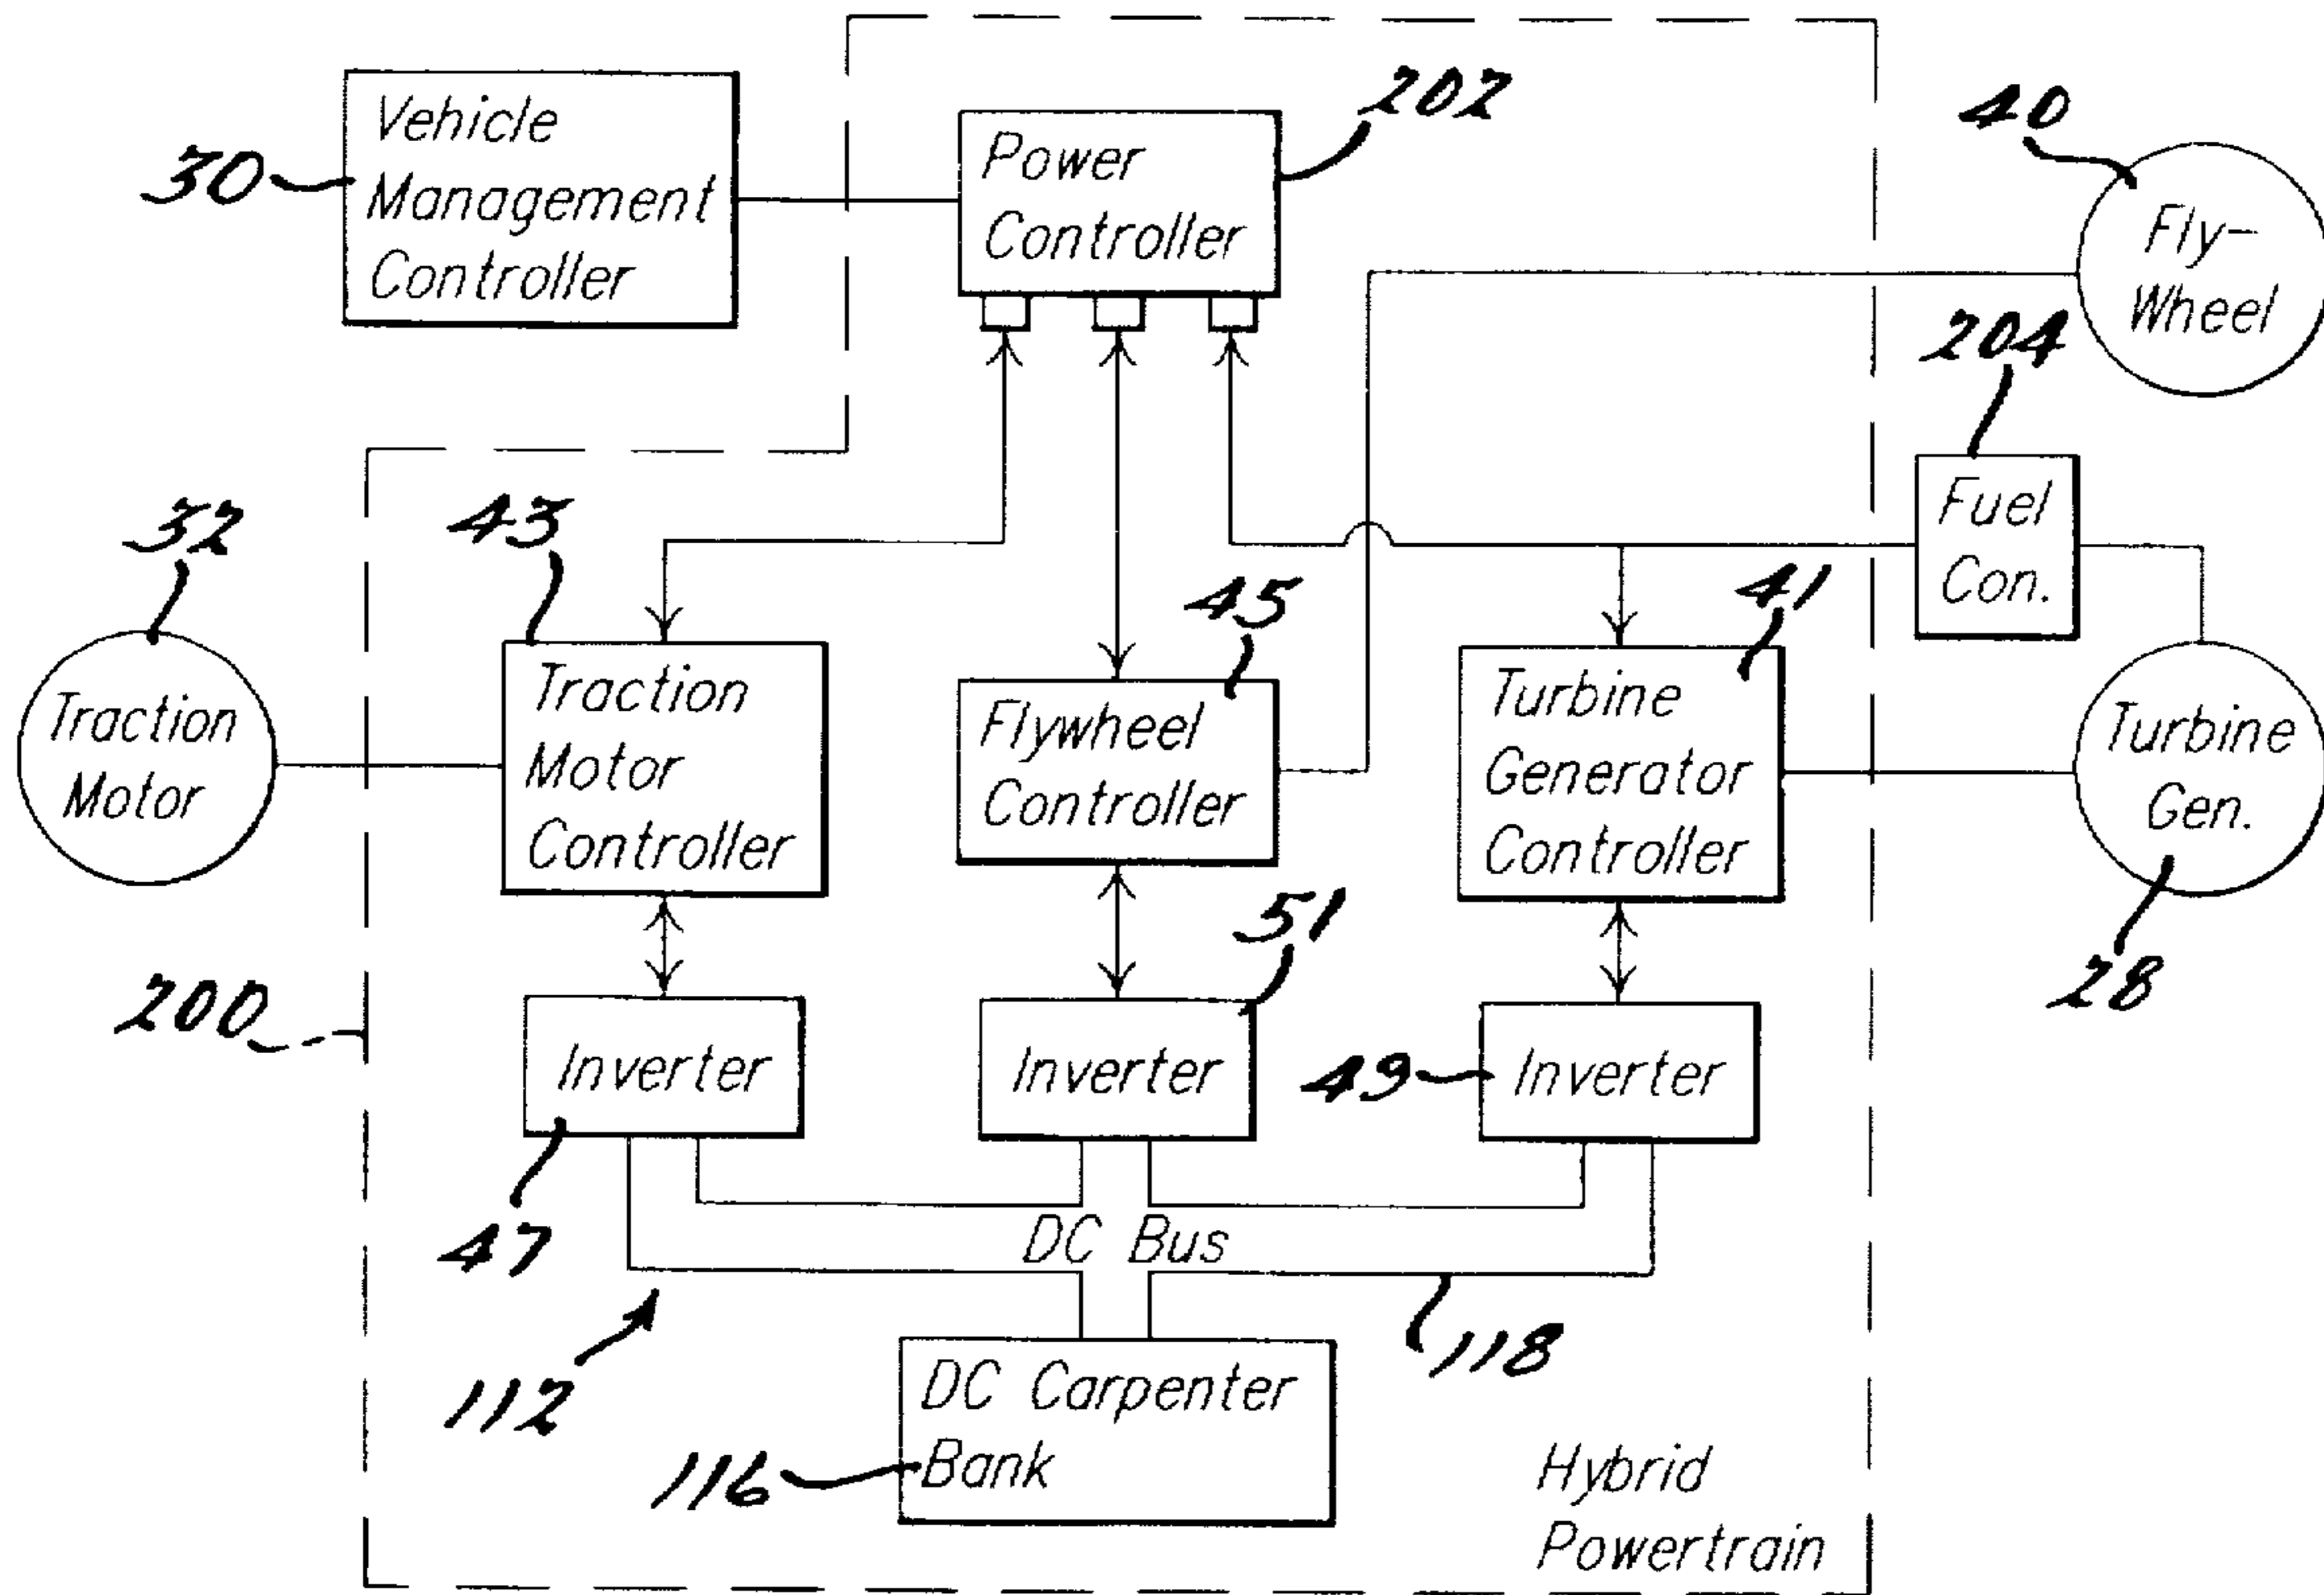 202
40
Vehicle
Management
Controller
30
Power
Controller
Fly-
Wheel
204
Fuel
Con.
32
43
45
41
Traction
Motor
Traction
Motor
Controller
Flywheel
Controller
Turbine
Generator
Controller
Turbine
Gen.
28
51
200
Inverter
Inverter
49
Inverter
47
DC Bus
112
118
DC Carpenter
Bank
116
Hybrid
Powertrain